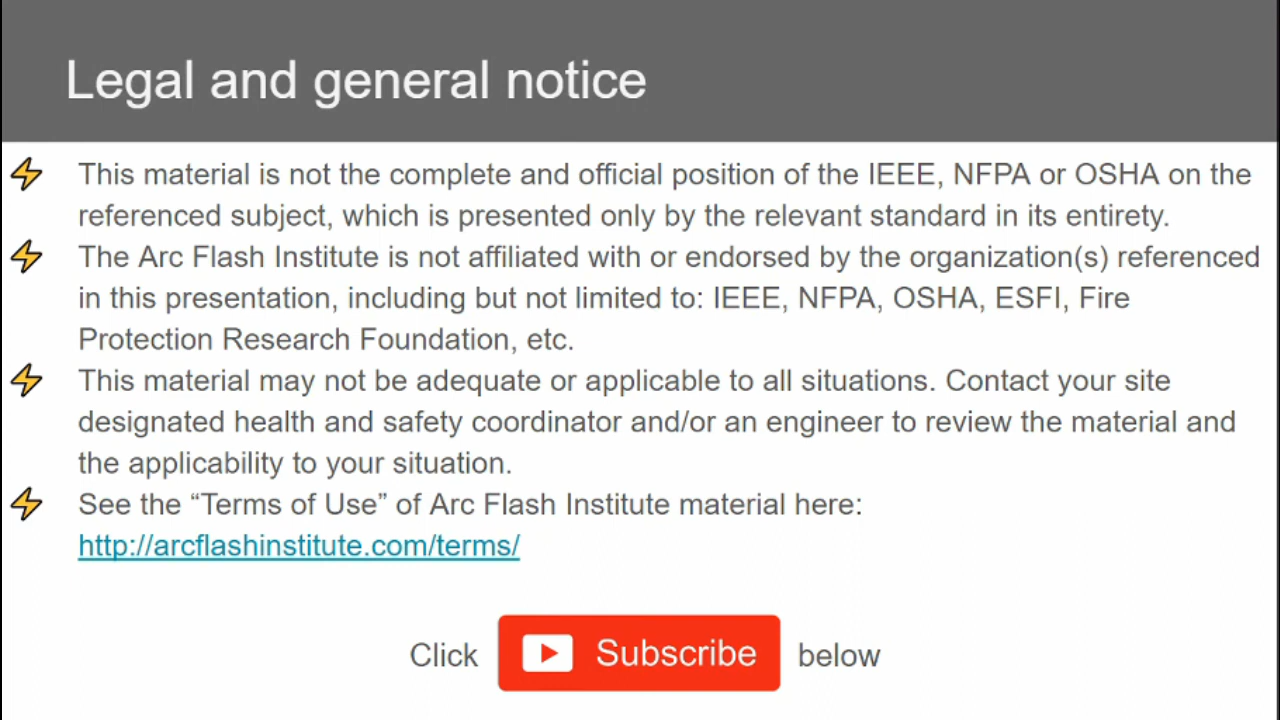 Legal and general notice
This material is not the complete and official position of the IEEE, NFPA or OSHA on the
referenced subject, which is presented only by the relevant standard in its entirety.
The Arc Flash Institute is not affiliated with or endorsed by the organization(s) referenced
in this presentation, including but not limited to: IEEE, NFPA, OSHA, ESFI, Fire
Protection Research Foundation, etc.
This material may not be adequate or applicable to all situations. Contact your site
designated health and safety coordinator and/or an engineer to review the material and
the applicability to your situation.
See the “Terms of Use” of Arc Flash Institute material here:
http://arcflashinstitute.com/terms/
Click Subscribe below